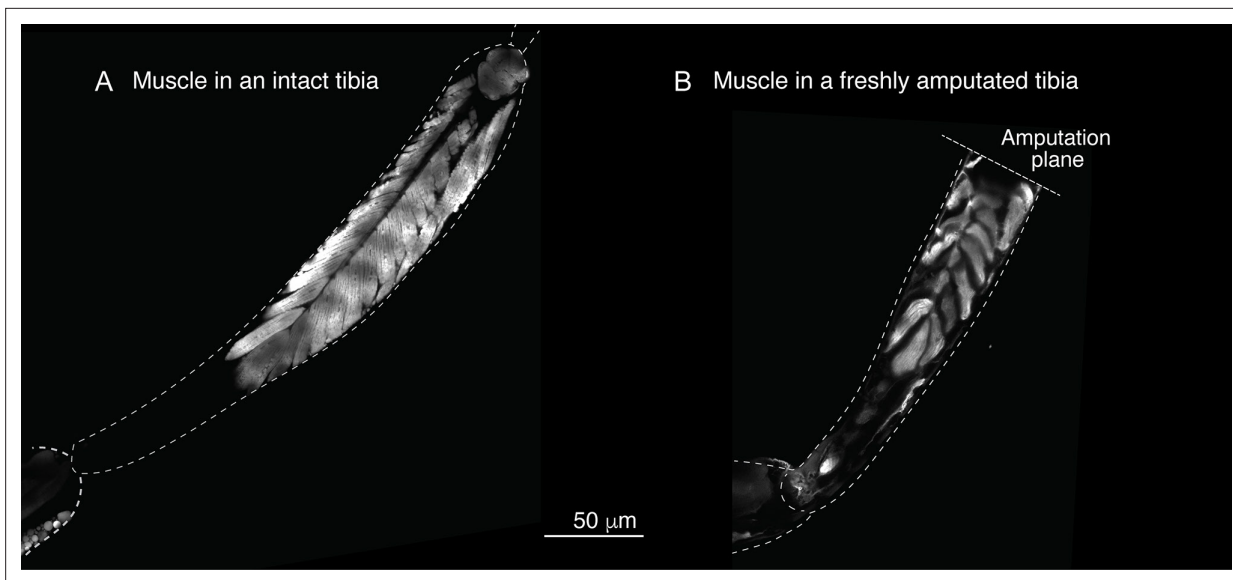 A Muscle in an intact tibia
B Muscle in a freshly amputated tibia
Amputation
plane
50 μm